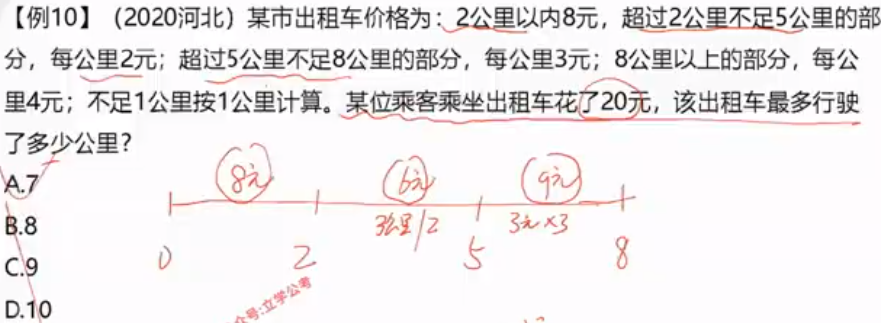 【例10】（2020河北）某市出租车价格为：2公里以内8元，超过2公里不足5公里的部
分，每公里2元；超过5公里不足8公里的部分，每公里3元；8公里以上的部分，每公
里4元；不足1公里按1公里计算。某位乘客乘坐出租车花了20元，该出租车最多行驶
了多少公里？
A.7
8元 6元 9元
B.8
3公里/2 3元×3
C.9
0 2 5 8
众号:立学公考
D.10